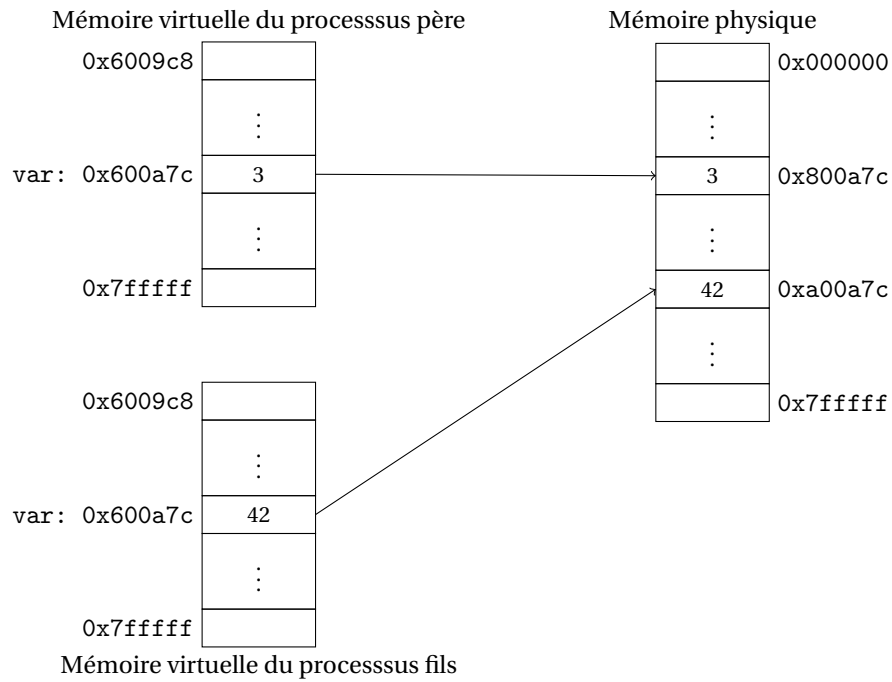 Mémoire virtuelle du processsus père
0x6009c8
⋮
var: 0x600a7c 3
⋮
0x7fffff
Mémoire physique
0x000000
⋮
3 0x800a7c
⋮
42 0xa00a7c
⋮
0x7fffff
0x6009c8
⋮
var: 0x600a7c 42
⋮
0x7fffff
Mémoire virtuelle du processsus fils